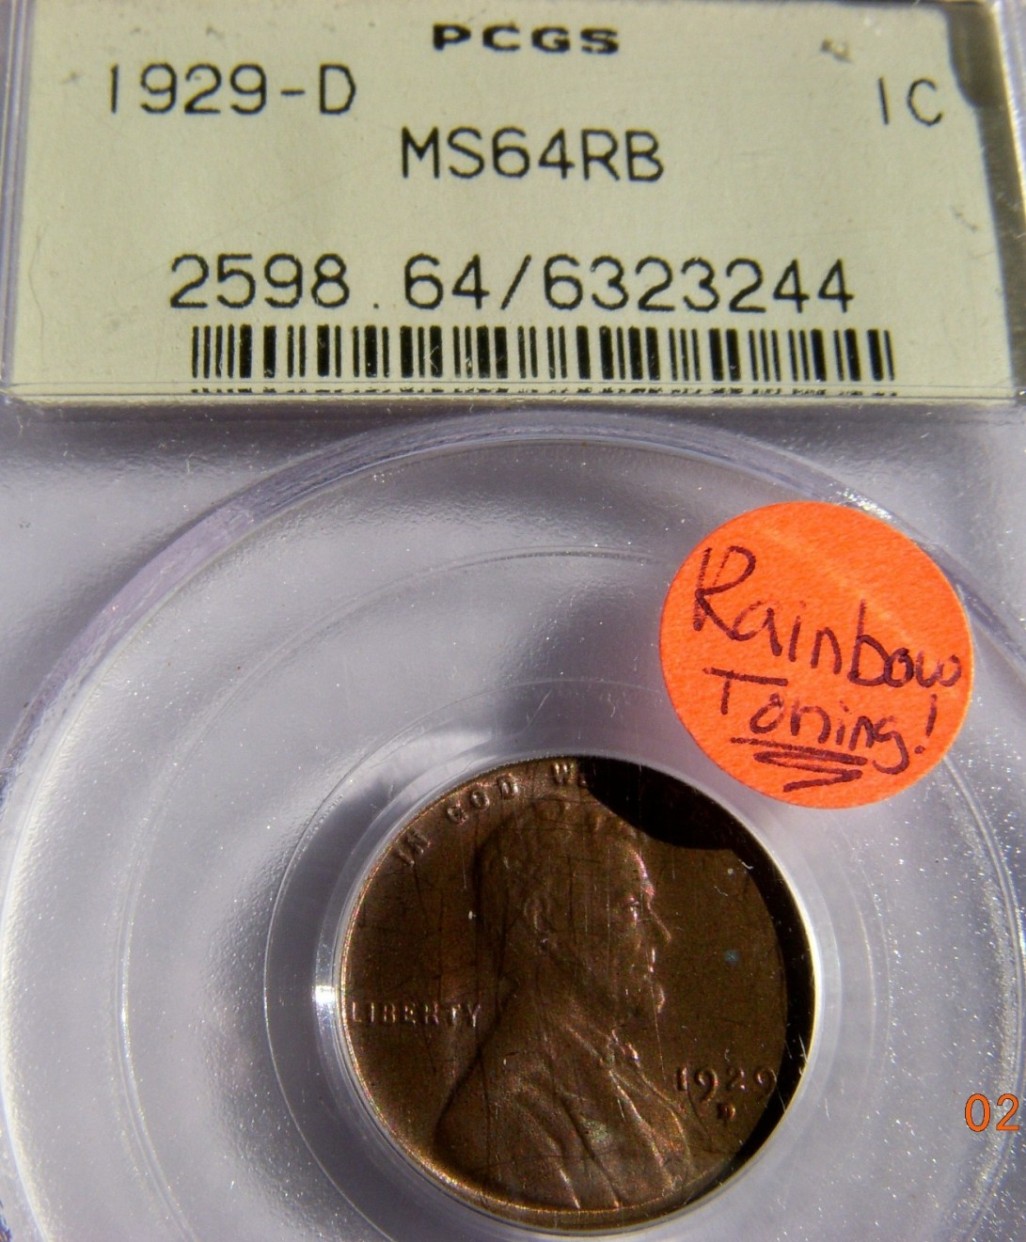 PCGS
1929-D 1C
MS64RB
2598.64/6323244
Rainbow
Toning!
IN GOD WE
LIBERTY
1929
D
02